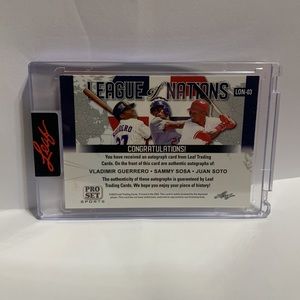 LEAGUE of NATIONS
LON-03
CONGRATULATIONS!
You have received an autograph card from Leaf Trading
Cards. On the front of this card are authentic autographs of:
VLADIMIR GUERRERO • SAMMY SOSA • JUAN SOTO
The authenticity of these autographs is guaranteed by
Leaf Trading Cards. We hope you enjoy your piece of history!
PRO
SET
SPORTS
Leaf
Leaf